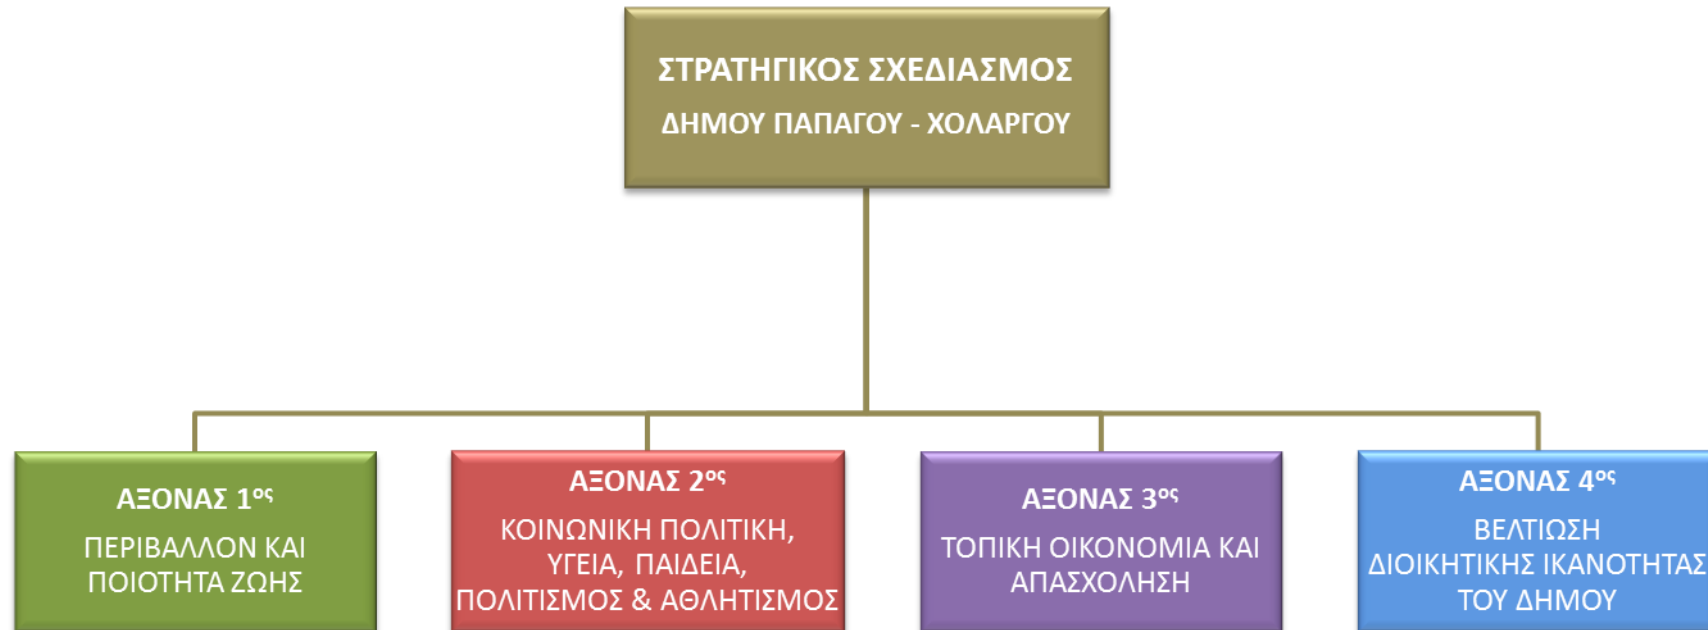 ΣΤΡΑΤΗΓΙΚΟΣ ΣΧΕΔΙΑΣΜΟΣ
ΔΗΜΟΥ ΠΑΠΑΓΟΥ - ΧΟΛΑΡΓΟΥ
ΑΞΟΝΑΣ 1ος
ΠΕΡΙΒΑΛΛΟΝ ΚΑΙ
ΠΟΙΟΤΗΤΑ ΖΩΗΣ
ΑΞΟΝΑΣ 2ος
ΚΟΙΝΩΝΙΚΗ ΠΟΛΙΤΙΚΗ,
ΥΓΕΙΑ, ΠΑΙΔΕΙΑ,
ΠΟΛΙΤΙΣΜΟΣ & ΑΘΛΗΤΙΣΜΟΣ
ΑΞΟΝΑΣ 3ος
ΤΟΠΙΚΗ ΟΙΚΟΝΟΜΙΑ ΚΑΙ
ΑΠΑΣΧΟΛΗΣΗ
ΑΞΟΝΑΣ 4ος
ΒΕΛΤΙΩΣΗ
ΔΙΟΙΚΗΤΙΚΗΣ ΙΚΑΝΟΤΗΤΑΣ
ΤΟΥ ΔΗΜΟΥ